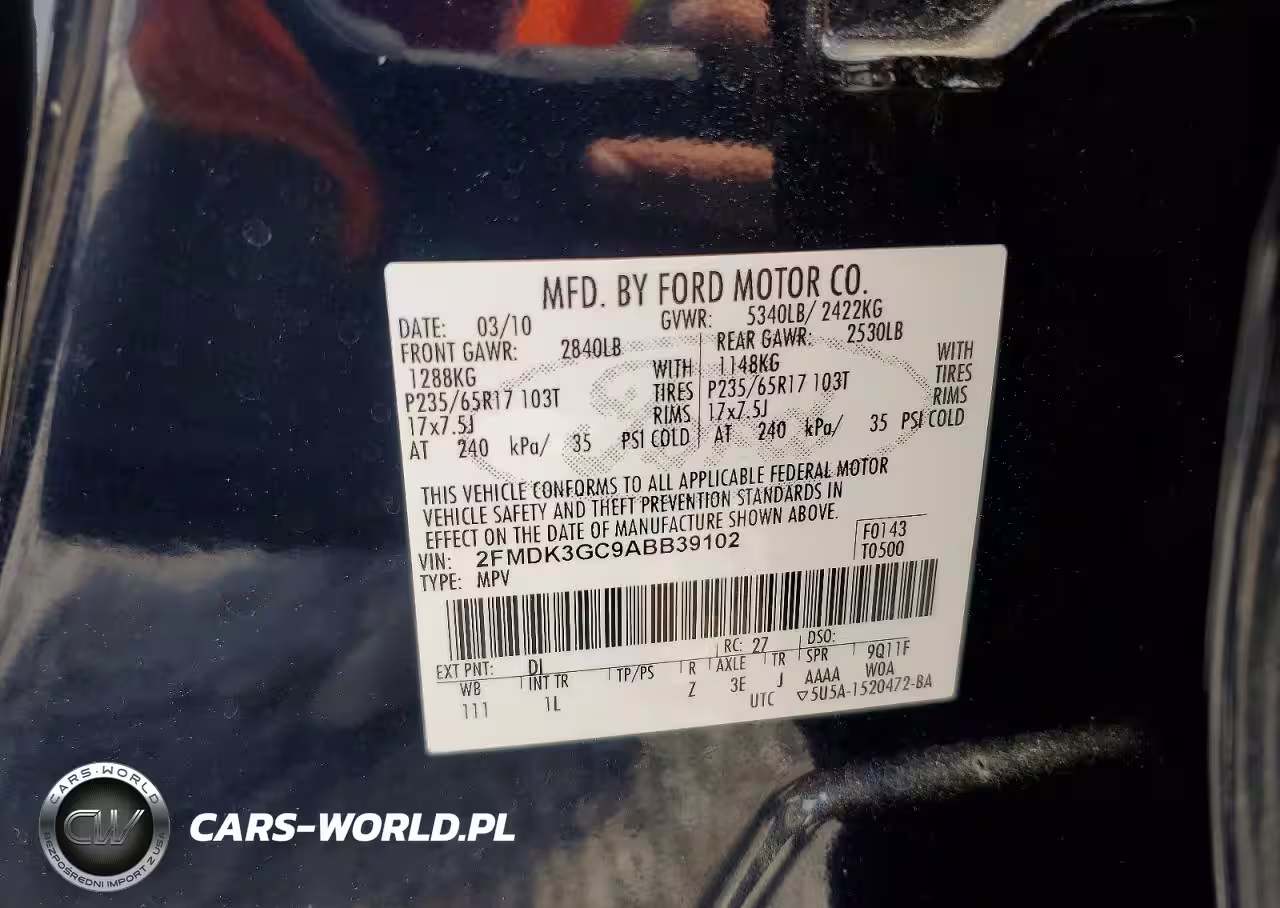 MFD. BY FORD MOTOR CO.
DATE: 03/10 GVWR: 5340LB/ 2422KG
FRONT GAWR: 2840LB REAR GAWR: 2530LB
1288KG WITH 1148KG WITH
P235/65R17 103T TIRES P235/65R17 103T TIRES
17x7.5J RIMS 17x7.5J RIMS
AT 240 kPa/ 35 PSI COLD AT 240 kPa/ 35 PSI COLD
THIS VEHICLE CONFORMS TO ALL APPLICABLE FEDERAL MOTOR
VEHICLE SAFETY AND THEFT PREVENTION STANDARDS IN
EFFECT ON THE DATE OF MANUFACTURE SHOWN ABOVE.
VIN: 2FMDK3GC9ABB39102 F0143
TYPE: MPV T0500
EXT PNT: DJ RC: 27 DSO:
WB INT TR TP/PS R AXLE TR SPR 9Q11F
111 1L Z 3E J AAAA W0A
UTC ▽5U5A-1520472-BA
CARS-WORLD
CW
BEZPOŚREDNI IMPORT Z USA
CARS-WORLD.PL